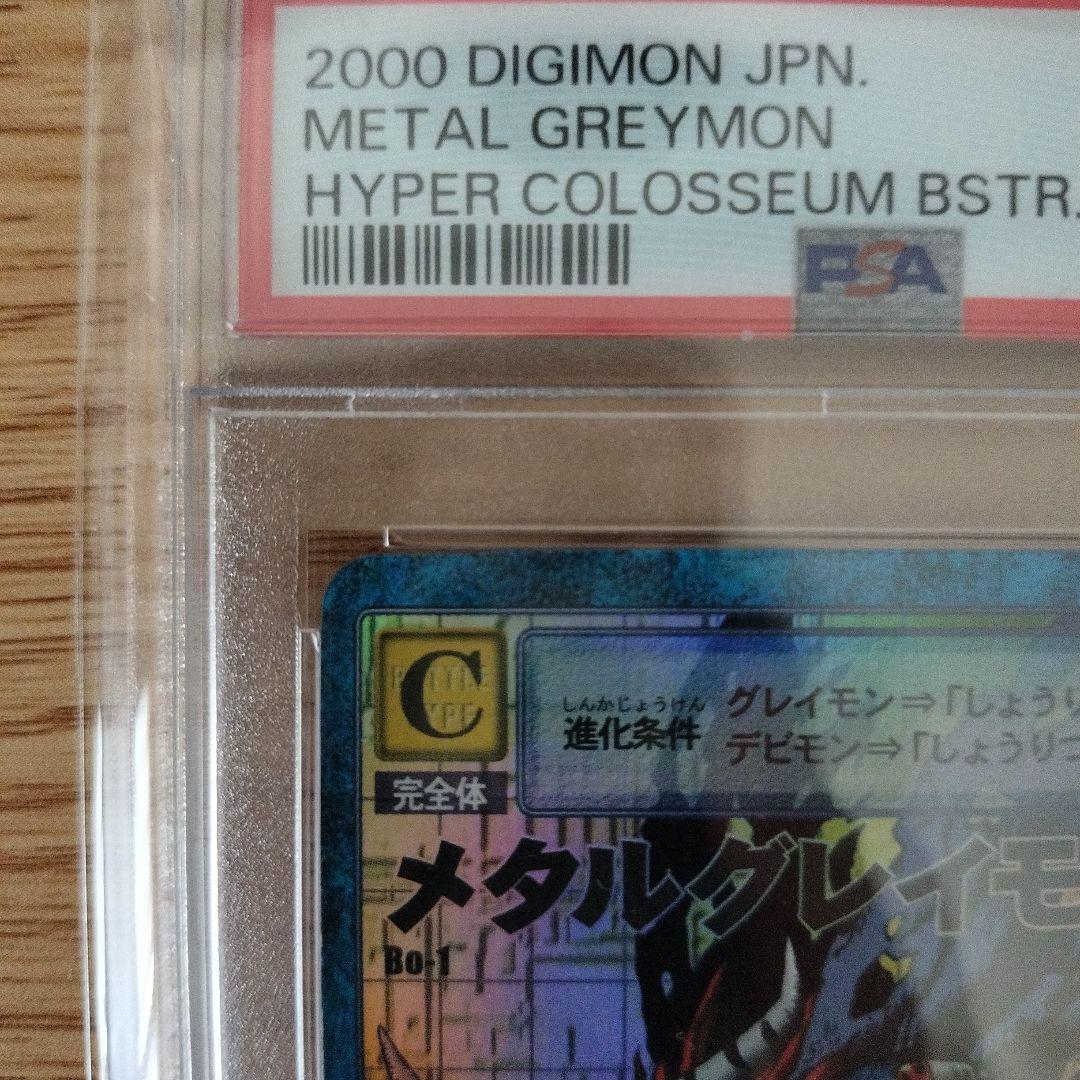 2000 DIGIMON JPN.
METAL GREYMON
HYPER COLOSSEUM BSTR.
PSA
C
しんかじょうけん
進化条件
グレイモン⇒「しょうり
デビモン⇒「しょうりつ
完全体
メタルグレイモ
Bo-1